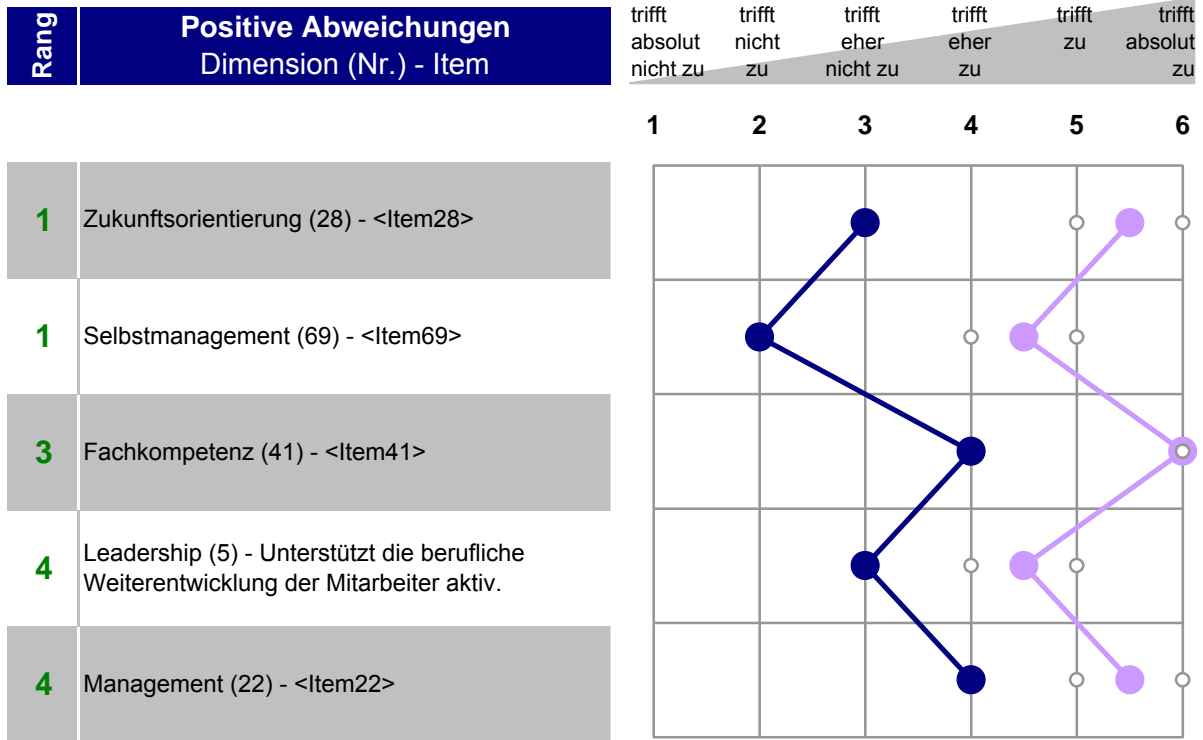 Rang
Positive Abweichungen
Dimension (Nr.) - Item
trifft absolut nicht zu
trifft nicht zu
trifft eher nicht zu
trifft eher zu
trifft zu
trifft absolut zu
1 2 3 4 5 6
1 Zukunftsorientierung (28) - <Item28>
1 Selbstmanagement (69) - <Item69>
3 Fachkompetenz (41) - <Item41>
4 Leadership (5) - Unterstützt die berufliche
Weiterentwicklung der Mitarbeiter aktiv.
4 Management (22) - <Item22>